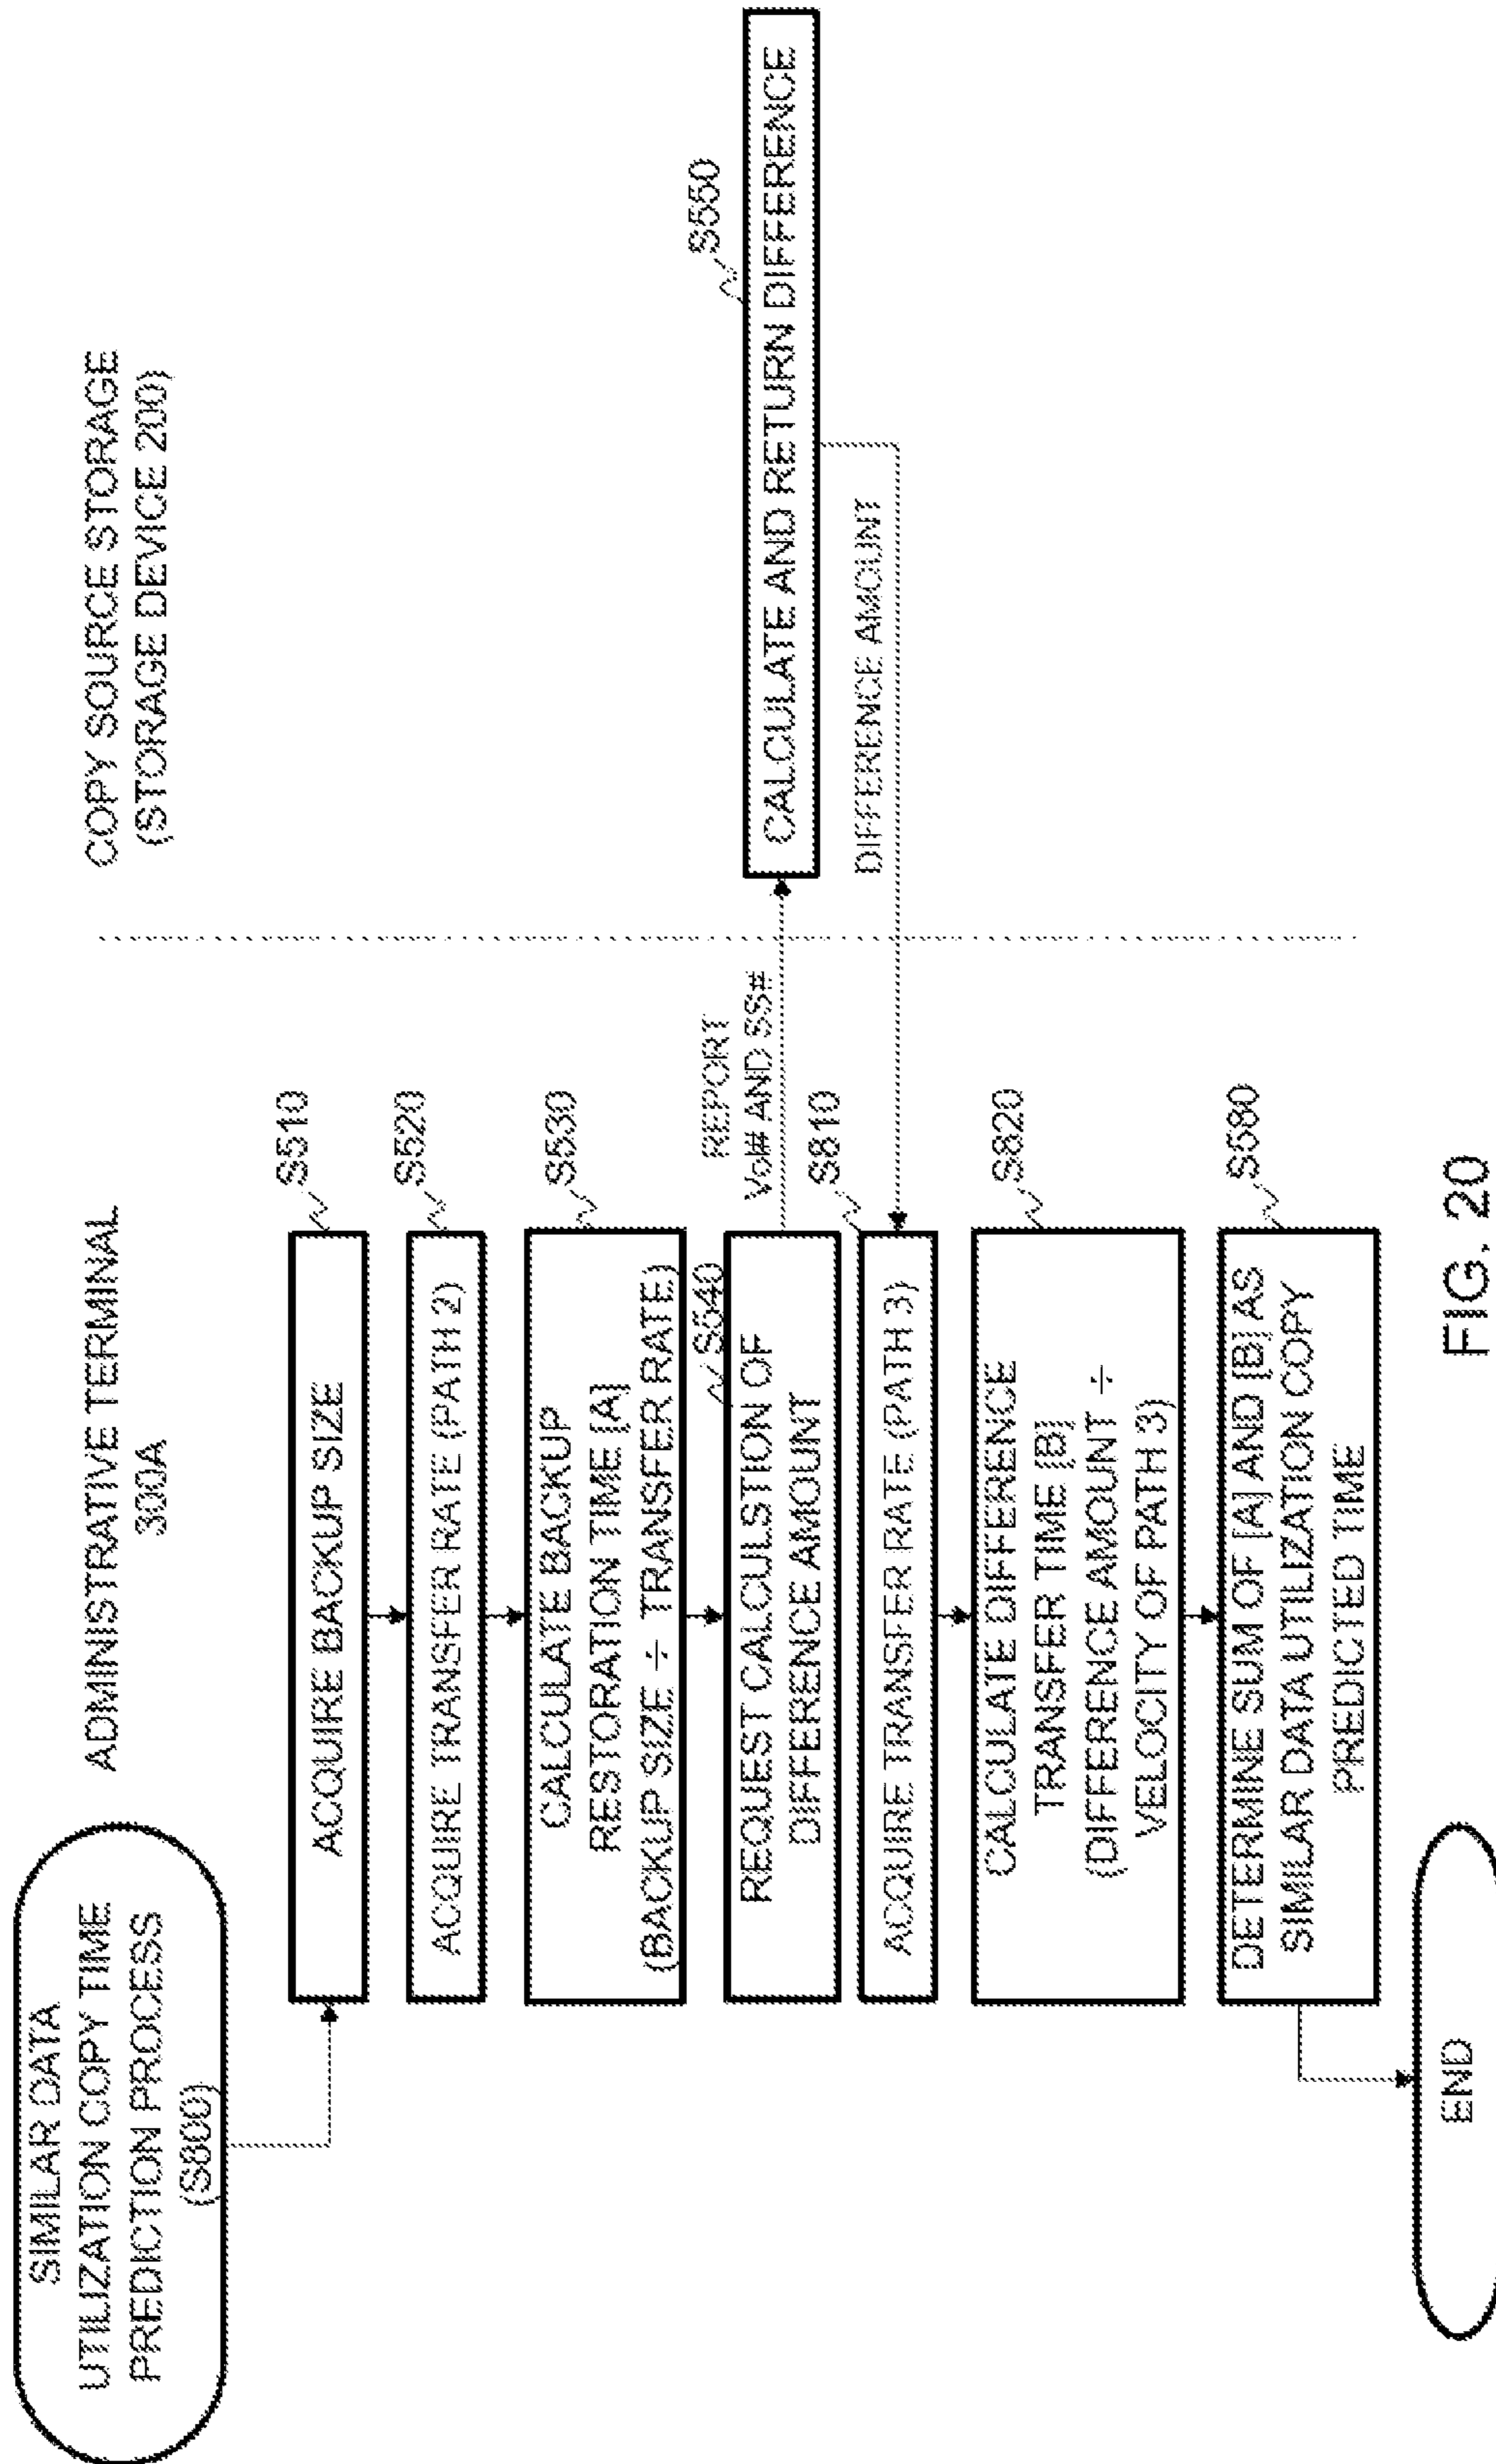 SIMILAR DATA
UTILIZATION COPY TIME
PREDICTION PROCESS
(S800)
ADMINISTRATIVE TERMINAL
300A
COPY SOURCE STORAGE
(STORAGE DEVICE 200)
S510
ACQUIRE BACKUP SIZE
S520
ACQUIRE TRANSFER RATE (PATH 2)
S530
CALCULATE BACKUP
RESTORATION TIME [A]
(BACKUP SIZE ÷ TRANSFER RATE)
S540
REQUEST CALCULSTION OF
DIFFERENCE AMOUNT
REPORT
Vol# AND SS#
S550
CALCULATE AND RETURN DIFFERENCE
DIFFERENCE AMOUNT
S810
ACQUIRE TRANSFER RATE (PATH 3)
S820
CALCULATE DIFFERENCE
TRANSFER TIME [B]
(DIFFERENCE AMOUNT ÷
VELOCITY OF PATH 3)
S580
DETERMINE SUM OF [A] AND [B] AS
SIMILAR DATA UTILIZATION COPY
PREDICTED TIME
END
FIG. 20